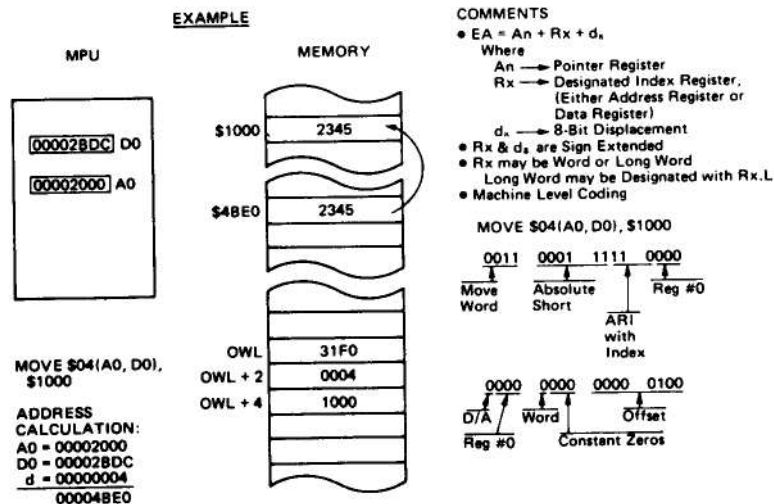 EXAMPLE
MPU
MEMORY
00002BDC D0
00002000 A0
$1000 2345
$4BE0 2345
OWL 31F0
OWL + 2 0004
OWL + 4 1000
MOVE $04(A0, D0),
$1000
ADDRESS
CALCULATION:
A0 = 00002000
D0 = 00002BDC
d = 00000004
00004BE0
COMMENTS
● EA = An + Rx + d₈
Where
An → Pointer Register
Rx → Designated Index Register,
(Either Address Register or
Data Register)
d₈ → 8-Bit Displacement
● Rx & d₈ are Sign Extended
● Rx may be Word or Long Word
Long Word may be Designated with Rx.L
● Machine Level Coding
MOVE $04(A0, D0), $1000
0011 0001 1111 0000
Move
Word
Absolute
Short
Reg #0
ARI
with
Index
0000 0000 0000 0100
D/A
Word
Offset
Reg #0
Constant Zeros